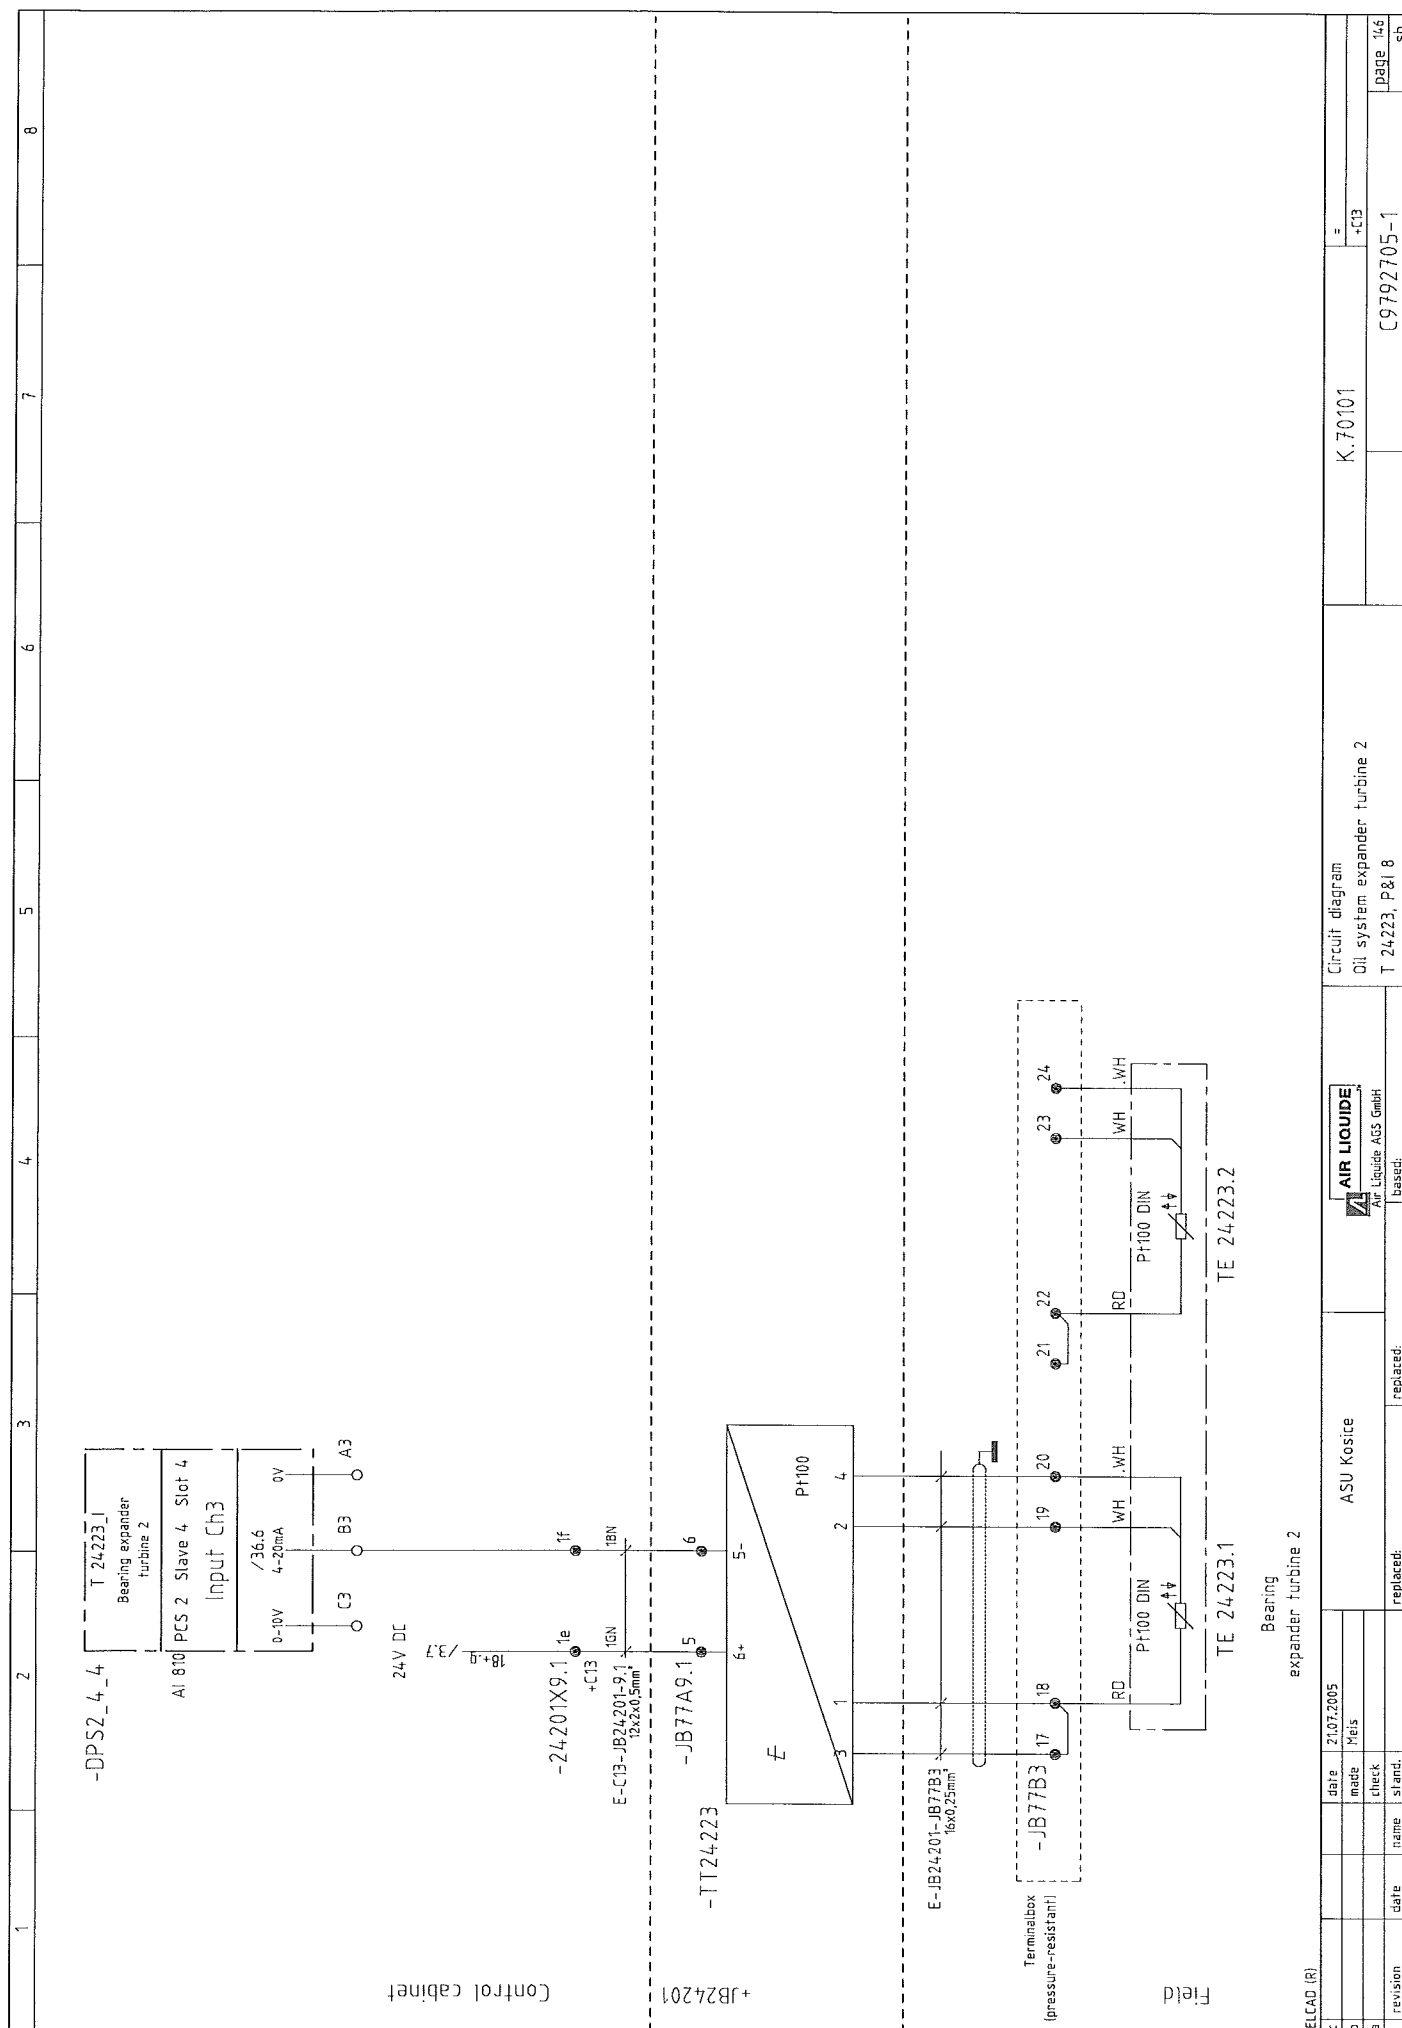 1 2 3 4 5 6 7 8
-DPS2_4_4
T 24223_I
Bearing expander
turbine 2
AI 810
PCS 2 Slave 4 Slot 4
Input Ch3
/36.6
0-10V 4-20mA 0V
C3 B3 A3
24V DC
/3.7
Control cabinet
-24201X9.1
1e 1f
+C13
E-C13-JB24201-9.1
12x2x0,5mm²
1GN 1BN
+JB24201
-JB77A9.1
5 6
-TT24223
6+ 5-
Pt100
3 1 2 4
E-JB24201-JB77B3
16x0,25mm²
Terminalbox
(pressure-resistant)
-JB77B3
17 18 19 20 21 22 23 24
RD WH .WH RD WH .WH
Pt100 DIN Pt100 DIN
TE 24223.1 TE 24223.2
Field
Bearing
expander turbine 2
ELCAD (R)
revision date name
date 21.07.2005
made Meis
check
stand.
ASU Kosice
replaced: replaced: based:
AIR LIQUIDE
Air Liquide AGS GmbH
Circuit diagram
Oil system expander turbine 2
T 24223, P&I 8
K.70101
=
+C13
C9792705-1
page 146